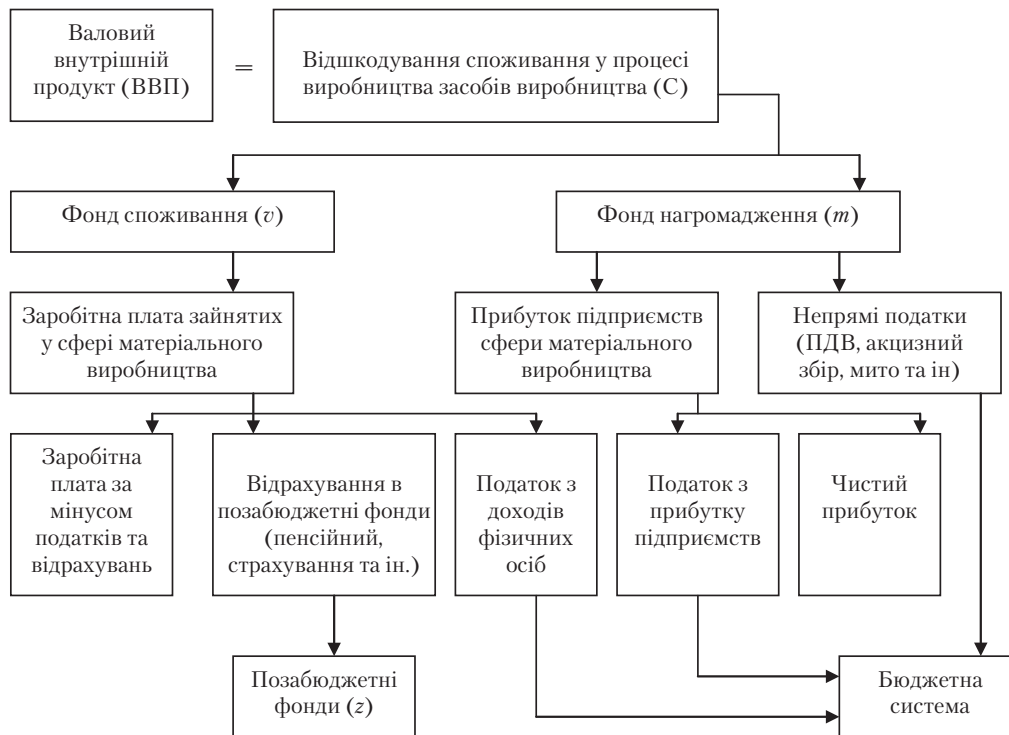 Валовий
внутрішній
продукт (ВВП)
=
Відшкодування споживання у процесі
виробництва засобів виробництва (С)
Фонд споживання (v)
Фонд нагромадження (m)
Заробітна плата зайнятих
у сфері матеріального
виробництва
Прибуток підприємств
сфери матеріального
виробництва
Непрямі податки
(ПДВ, акцизний
збір, мито та ін)
Заробітна
плата за
мінусом
податків та
відрахувань
Відрахування в
позабюджетні фонди
(пенсійний,
страхування та ін.)
Податок з
доходів
фізичних
осіб
Податок з
прибутку
підприємств
Чистий
прибуток
Позабюджетні
фонди (z)
Бюджетна
система